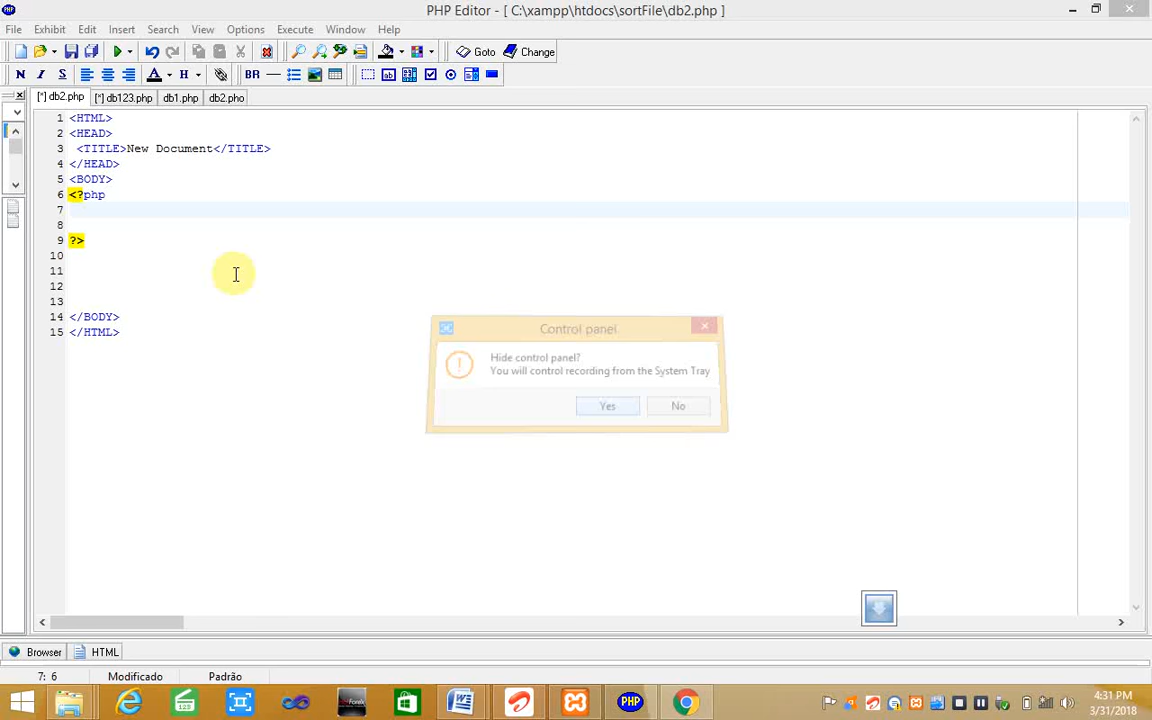 PHP Editor - [ C:\xampp\htdocs\sortFile\db2.php ]
File Exhibit Edit Insert Search View Options Execute Window Help
Goto Change
N I S A H BR
[*] db2.php [*] db123.php db1.php db2.pho
1 <HTML>
2 <HEAD>
3 <TITLE>New Document</TITLE>
4 </HEAD>
5 <BODY>
6 <?php
7
8
9 ?>
10
11
12
13
14 </BODY>
15 </HTML>
Control panel
Hide control panel?
You will control recording from the System Tray
Yes No
Browser HTML
7: 6 Modificado Padrão
123
Forex
PHP
4:31 PM
3/31/2018